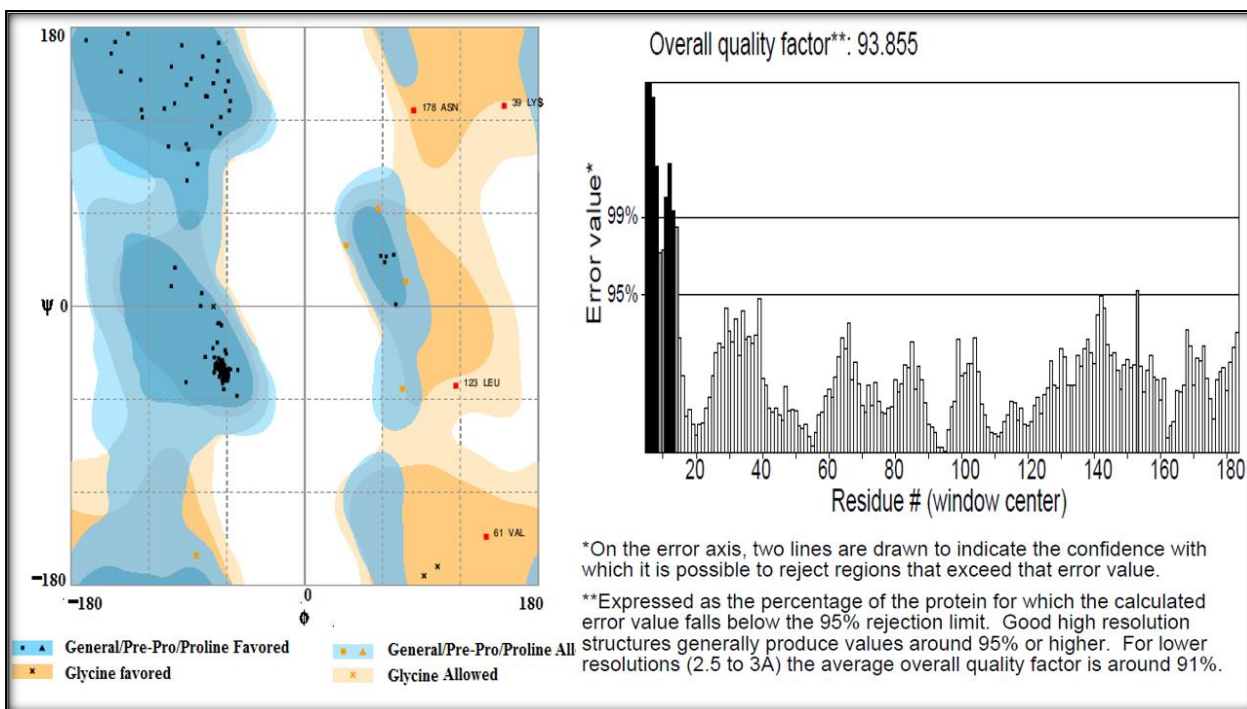 180
ψ 0
−180
−180
0
180
ϕ
178 ASN
39 LYS
123 LEU
61 VAL
General/Pre-Pro/Proline Favored
General/Pre-Pro/Proline All
Glycine favored
Glycine Allowed
Overall quality factor**: 93.855
Error value*
99%
95%
20 40 60 80 100 120 140 160 180
Residue # (window center)
*On the error axis, two lines are drawn to indicate the confidence with
which it is possible to reject regions that exceed that error value.
**Expressed as the percentage of the protein for which the calculated
error value falls below the 95% rejection limit. Good high resolution
structures generally produce values around 95% or higher. For lower
resolutions (2.5 to 3A) the average overall quality factor is around 91%.